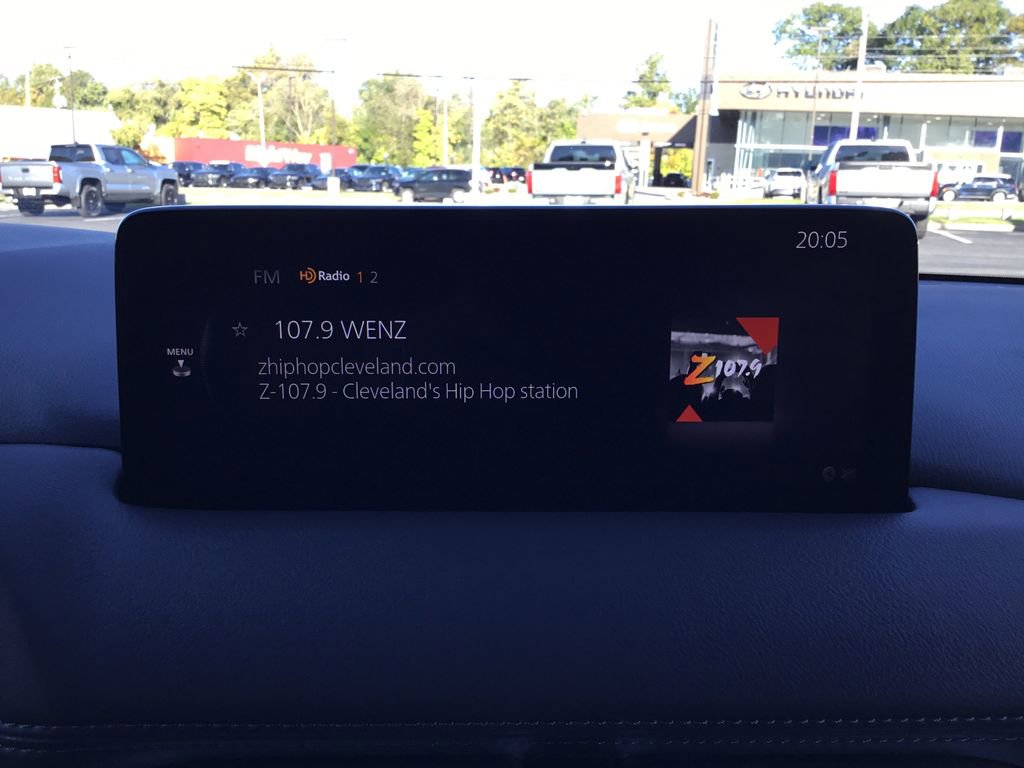 HYUNDAI
20:05
FM HD Radio 1 2
107.9 WENZ
MENU
zhiphopcleveland.com
Z-107.9 - Cleveland's Hip Hop station
Z107.9